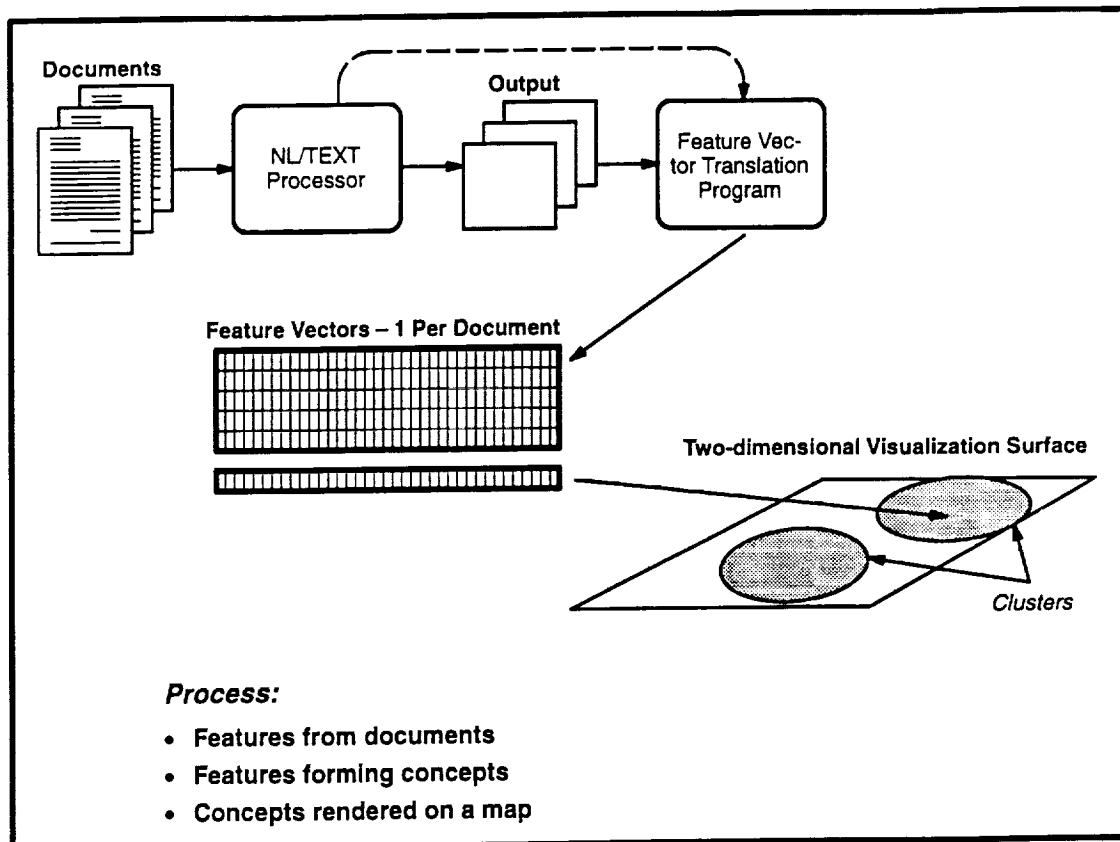 Documents
Output
NL/TEXT
Processor
Feature Vec-
tor Translation
Program
Feature Vectors – 1 Per Document
Two-dimensional Visualization Surface
Clusters
Process:
• Features from documents
• Features forming concepts
• Concepts rendered on a map